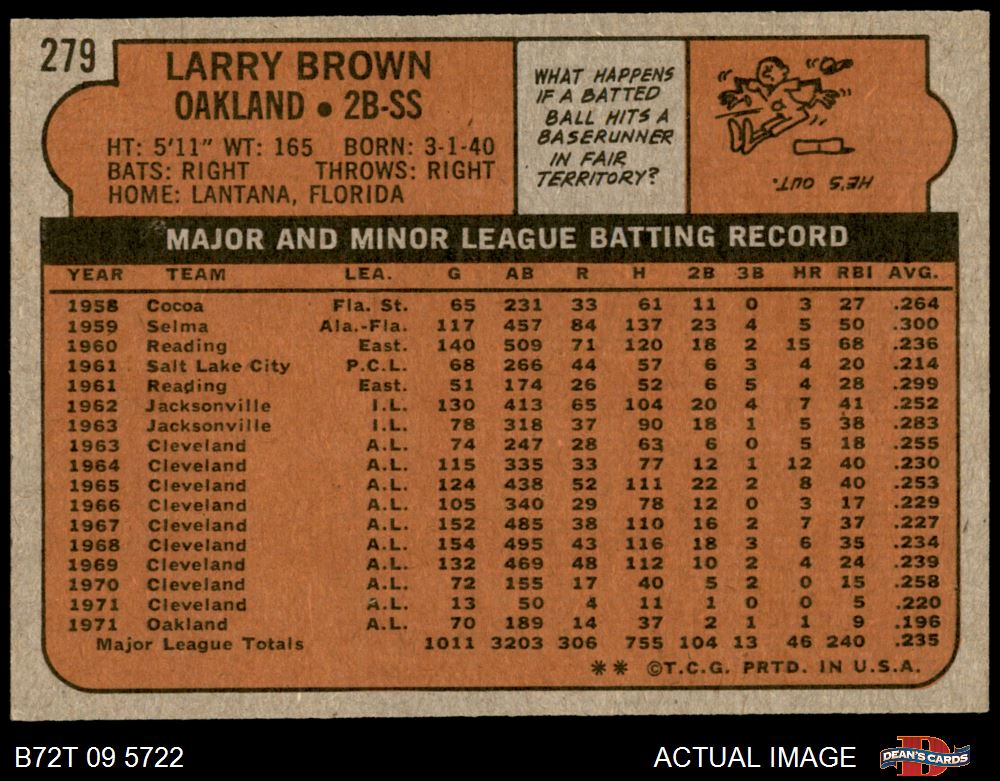 279
LARRY BROWN
OAKLAND • 2B-SS
HT: 5'11" WT: 165 BORN: 3-1-40
BATS: RIGHT THROWS: RIGHT
HOME: LANTANA, FLORIDA
WHAT HAPPENS
IF A BATTED
BALL HITS A
BASERUNNER
IN FAIR
TERRITORY?
HE'S OUT.
MAJOR AND MINOR LEAGUE BATTING RECORD
YEAR TEAM LEA. G AB R H 2B 3B HR RBI AVG.
1958 Cocoa Fla. St. 65 231 33 61 11 0 3 27 .264
1959 Selma Ala.-Fla. 117 457 84 137 23 4 5 50 .300
1960 Reading East. 140 509 71 120 18 2 15 68 .236
1961 Salt Lake City P.C.L. 68 266 44 57 6 3 4 20 .214
1961 Reading East. 51 174 26 52 6 5 4 28 .299
1962 Jacksonville I.L. 130 413 65 104 20 4 7 41 .252
1963 Jacksonville I.L. 78 318 37 90 18 1 5 38 .283
1963 Cleveland A.L. 74 247 28 63 6 0 5 18 .255
1964 Cleveland A.L. 115 335 33 77 12 1 12 40 .230
1965 Cleveland A.L. 124 438 52 111 22 2 8 40 .253
1966 Cleveland A.L. 105 340 29 78 12 0 3 17 .229
1967 Cleveland A.L. 152 485 38 110 16 2 7 37 .227
1968 Cleveland A.L. 154 495 43 116 18 3 6 35 .234
1969 Cleveland A.L. 132 469 48 112 10 2 4 24 .239
1970 Cleveland A.L. 72 155 17 40 5 2 0 15 .258
1971 Cleveland A.L. 13 50 4 11 1 0 0 5 .220
1971 Oakland A.L. 70 189 14 37 2 1 1 9 .196
Major League Totals 1011 3203 306 755 104 13 46 240 .235
** ©T.C.G. PRTD. IN U.S.A.
B72T 09 5722
ACTUAL IMAGE
DEAN'S CARDS